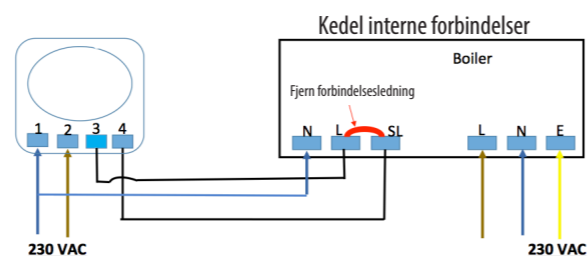 Kedel interne forbindelser
Boiler
Fjern forbindelsesledning
1 2 3 4
N L SL L N E
230 VAC 230 VAC